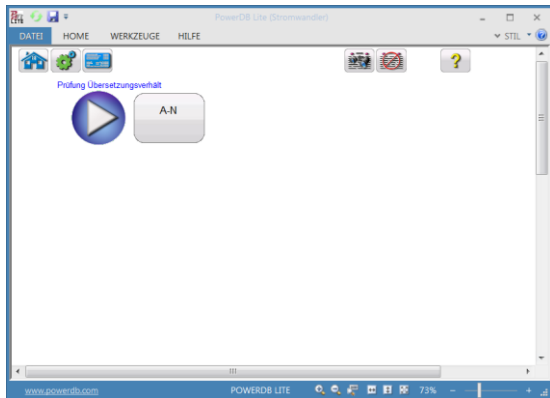 PowerDB Lite (Stromwandler)
DATEI HOME WERKZEUGE HILFE STIL
Prüfung Übersetzungsverhält
A-N
www.powerdb.com POWERDB LITE 73%